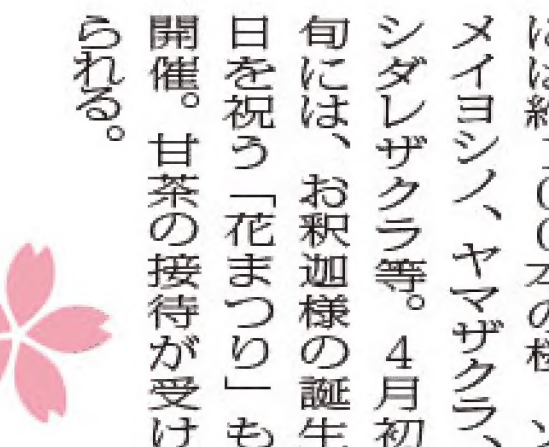 メイヨシノ、ヤマザクラ、
シダレザクラ等。4月初
旬には、お釈迦様の誕生
日を祝う「花まつり」も
開催。甘茶の接待が受け
られる。